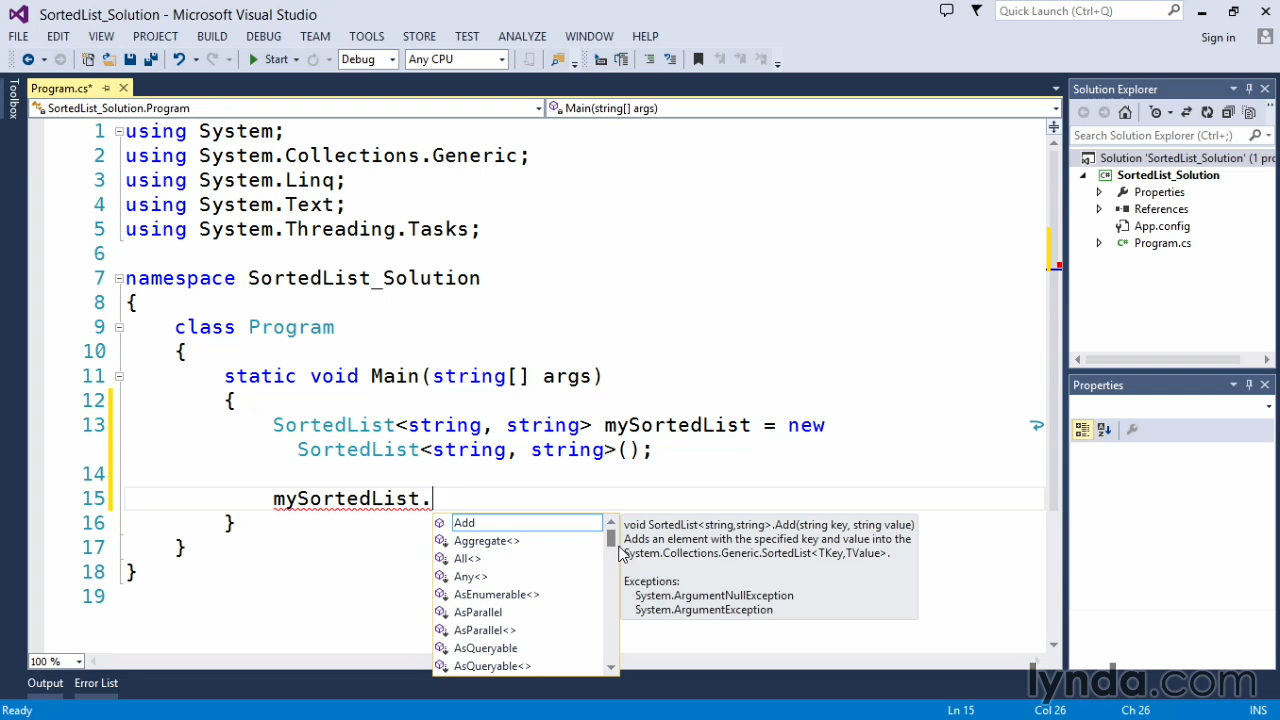 SortedList_Solution - Microsoft Visual Studio
Quick Launch (Ctrl+Q)
FILE EDIT VIEW PROJECT BUILD DEBUG TEAM TOOLS STORE TEST ANALYZE WINDOW HELP
Sign in
Start
Debug
Any CPU
Toolbox
Program.cs*
SortedList_Solution.Program
Main(string[] args)
1 using System;
2 using System.Collections.Generic;
3 using System.Linq;
4 using System.Text;
5 using System.Threading.Tasks;
6
7 namespace SortedList_Solution
8 {
9 class Program
10 {
11 static void Main(string[] args)
12 {
13 SortedList<string, string> mySortedList = new
SortedList<string, string>();
14
15 mySortedList.
16 }
17 }
18 }
19
Add
Aggregate<>
All<>
Any<>
AsEnumerable<>
AsParallel
AsParallel<>
AsQueryable
AsQueryable<>
void SortedList<string,string>.Add(string key, string value)
Adds an element with the specified key and value into the
System.Collections.Generic.SortedList<TKey,TValue>.
Exceptions:
System.ArgumentNullException
System.ArgumentException
Solution Explorer
Search Solution Explorer (Ctrl+;)
Solution 'SortedList_Solution' (1 pro
SortedList_Solution
Properties
References
App.config
Program.cs
Properties
100 %
Output Error List
lynda.com
Ready
Ln 15 Col 26 Ch 26 INS